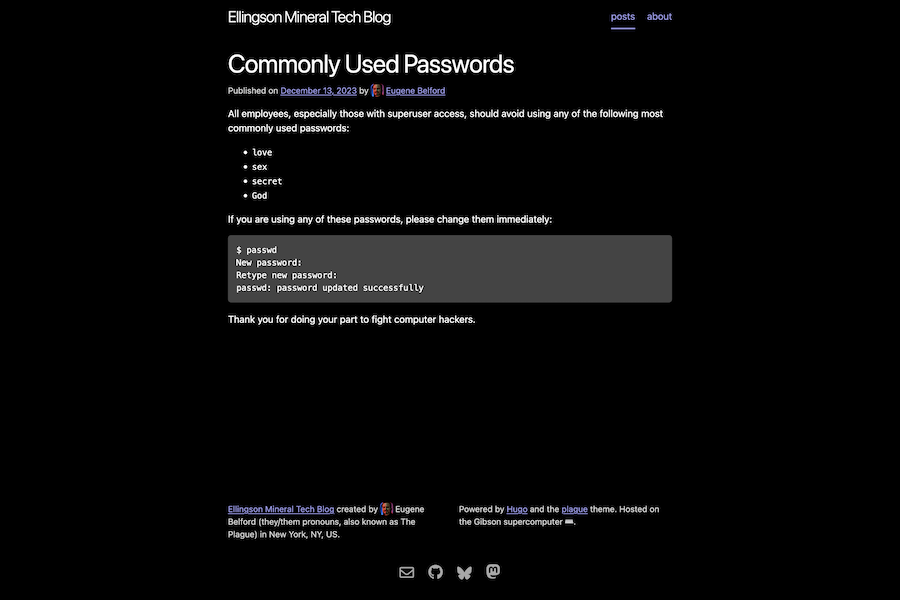 Ellingson Mineral Tech Blog
posts about
Commonly Used Passwords
Published on December 13, 2023 by Eugene Belford
All employees, especially those with superuser access, should avoid using any of the following most
commonly used passwords:
• love
• sex
• secret
• God
If you are using any of these passwords, please change them immediately:
$ passwd
New password:
Retype new password:
passwd: password updated successfully
Thank you for doing your part to fight computer hackers.
Ellingson Mineral Tech Blog created by Eugene
Belford (they/them pronouns, also known as The
Plague) in New York, NY, US.
Powered by Hugo and the plague theme. Hosted on
the Gibson supercomputer ⌨️.